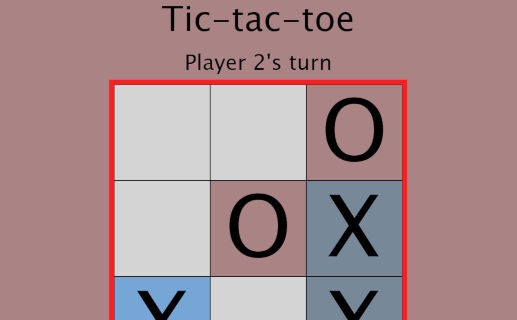 Tic-tac-toe
Player 2's turn
O
O X
X X